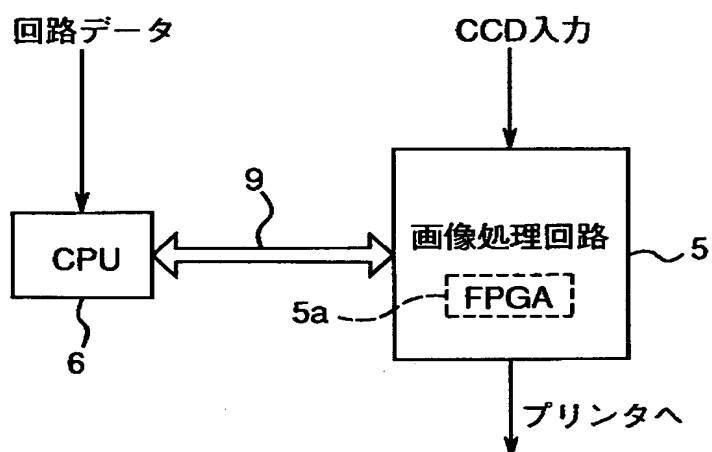 回路データ
CCD入力
9
画像処理回路
5
CPU
FPGA
5a
6
プリンタへ